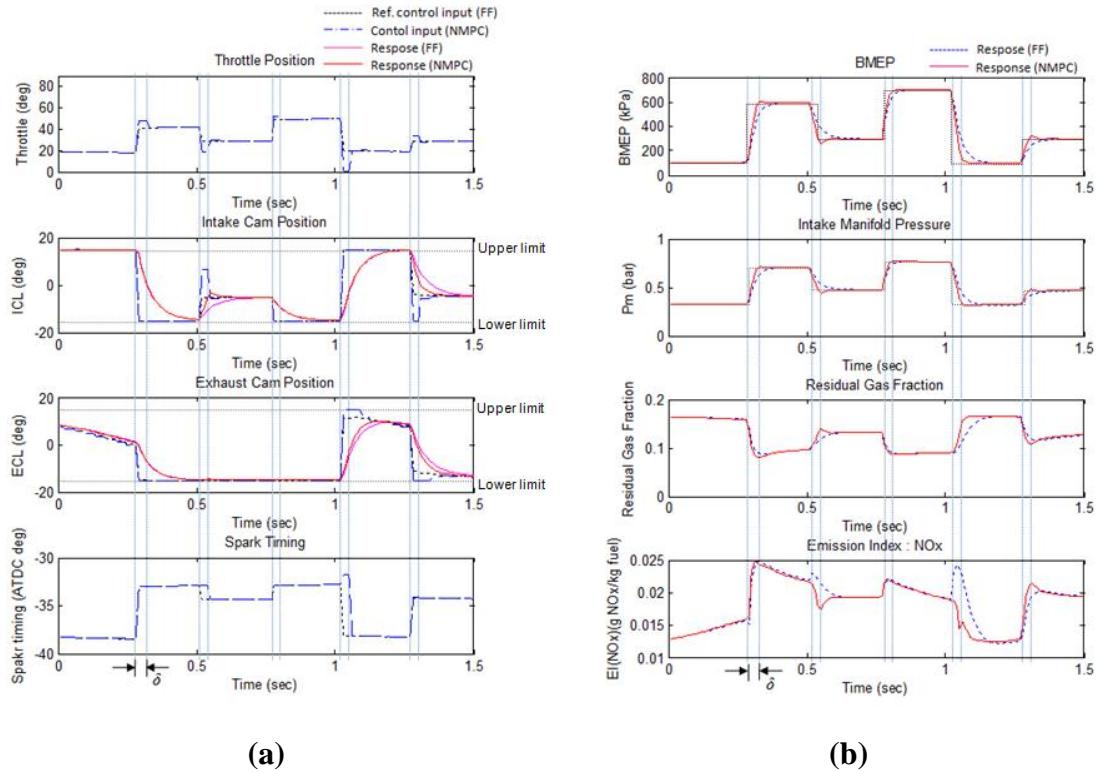 Ref. control input (FF)
Contol input (NMPC)
Respose (FF)
Response (NMPC)
Throttle Position
Throttle (deg)
60
40
20
0
0
0.5
1
1.5
Time (sec)
Intake Cam Position
ICL (deg)
20
0
-20
Upper limit
Lower limit
0
0.5
1
1.5
Time (sec)
Exhaust Cam Position
ECL (deg)
20
0
-20
Upper limit
Lower limit
0
0.5
1
1.5
Time (sec)
Spark Timing
Spakr timing (ATDC deg)
-30
-35
-40
0
0.5
1
1.5
δ
Time (sec)
(a)
Respose (FF)
Response (NMPC)
BMEP
BMEP (kPa)
800
600
400
200
0
0
0.5
1
1.5
Time (sec)
Intake Manifold Pressure
Pm (bar)
1
0.5
0
0
0.5
1
1.5
Time (sec)
Residual Gas Fraction
Residual Gas Fraction
0.2
0.1
0
0
0.5
1
1.5
Time (sec)
Emission Index : NOx
EI(NOx)(g NOx/kg fuel)
0.025
0.02
0.015
0.01
0
0.5
1
1.5
δ
Time (sec)
(b)